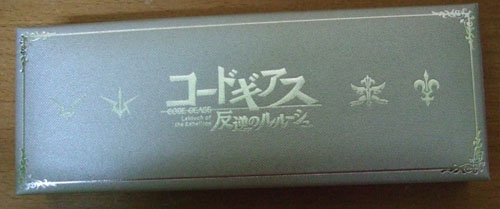 コードギアス
CODE GEASS
Lelouch of
the Rebellion
反逆のルルーシュ